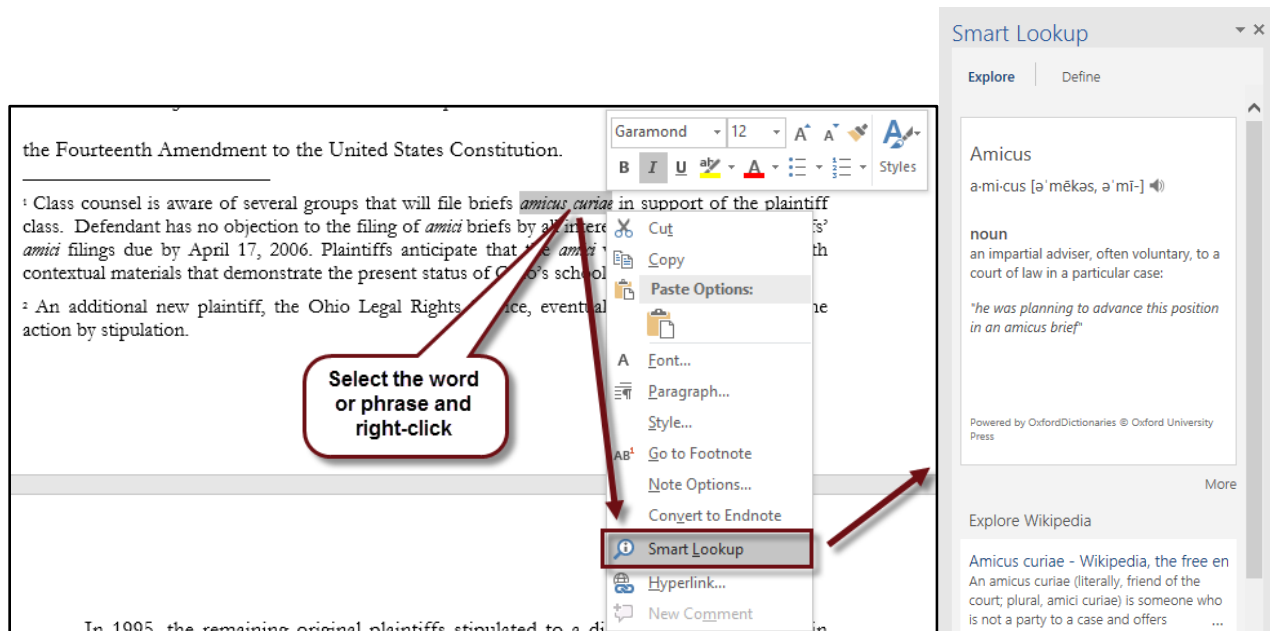 the Fourteenth Amendment to the United States Constitution.
¹ Class counsel is aware of several groups that will file briefs amicus curiae in support of the plaintiff
class. Defendant has no objection to the filing of amici briefs by all
amici filings due by April 17, 2006. Plaintiffs anticipate that the amici
contextual materials that demonstrate the present status of school
² An additional new plaintiff, the Ohio Legal Rights
action by stipulation.
Select the word
or phrase and
right-click
In 1995, the remaining original plaintiffs stipulated to a in
Garamond 12 A A
B I U aby A Styles
Cut
Copy
Paste Options:
A Font...
Paragraph...
Style...
AB¹ Go to Footnote
Note Options...
Convert to Endnote
Smart Lookup
Hyperlink...
New Comment
Smart Lookup
Explore Define
Amicus
a·mi·cus [əˈmēkəs, əˈmī-]
noun
an impartial adviser, often voluntary, to a
court of law in a particular case:
"he was planning to advance this position
in an amicus brief"
Powered by OxfordDictionaries © Oxford University
Press
More
Explore Wikipedia
Amicus curiae - Wikipedia, the free en
An amicus curiae (literally, friend of the
court; plural, amici curiae) is someone who
is not a party to a case and offers ...